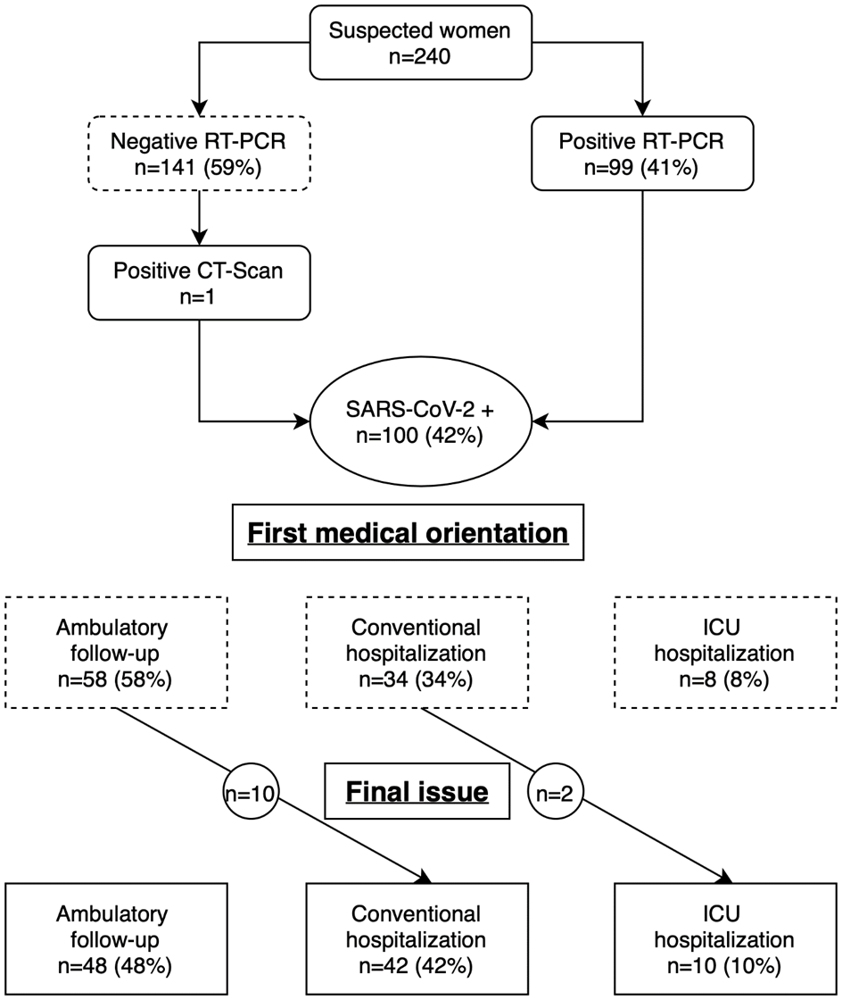 Suspected women
n=240
Negative RT-PCR
n=141 (59%)
Positive RT-PCR
n=99 (41%)
Positive CT-Scan
n=1
SARS-CoV-2 +
n=100 (42%)
First medical orientation
Ambulatory
follow-up
n=58 (58%)
Conventional
hospitalization
n=34 (34%)
ICU
hospitalization
n=8 (8%)
n=10
Final issue
n=2
Ambulatory
follow-up
n=48 (48%)
Conventional
hospitalization
n=42 (42%)
ICU
hospitalization
n=10 (10%)